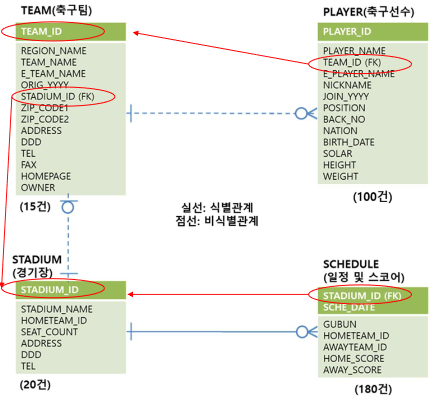 TEAM(축구팀)
TEAM_ID
REGION_NAME
TEAM_NAME
E_TEAM_NAME
ORIG_YYYY
STADIUM_ID (FK)
ZIP_CODE1
ZIP_CODE2
ADDRESS
DDD
TEL
FAX
HOMEPAGE
OWNER
(15건)
PLAYER(축구선수)
PLAYER_ID
PLAYER_NAME
TEAM_ID (FK)
E_PLAYER_NAME
NICKNAME
JOIN_YYYY
POSITION
BACK_NO
NATION
BIRTH_DATE
SOLAR
HEIGHT
WEIGHT
(100건)
실선: 식별관계
점선: 비식별관계
STADIUM
(경기장)
STADIUM_ID
STADIUM_NAME
HOMETEAM_ID
SEAT_COUNT
ADDRESS
DDD
TEL
(20건)
SCHEDULE
(일정 및 스코어)
STADIUM_ID (FK)
SCHE_DATE
GUBUN
HOMETEAM_ID
AWAYTEAM_ID
HOME_SCORE
AWAY_SCORE
(180건)